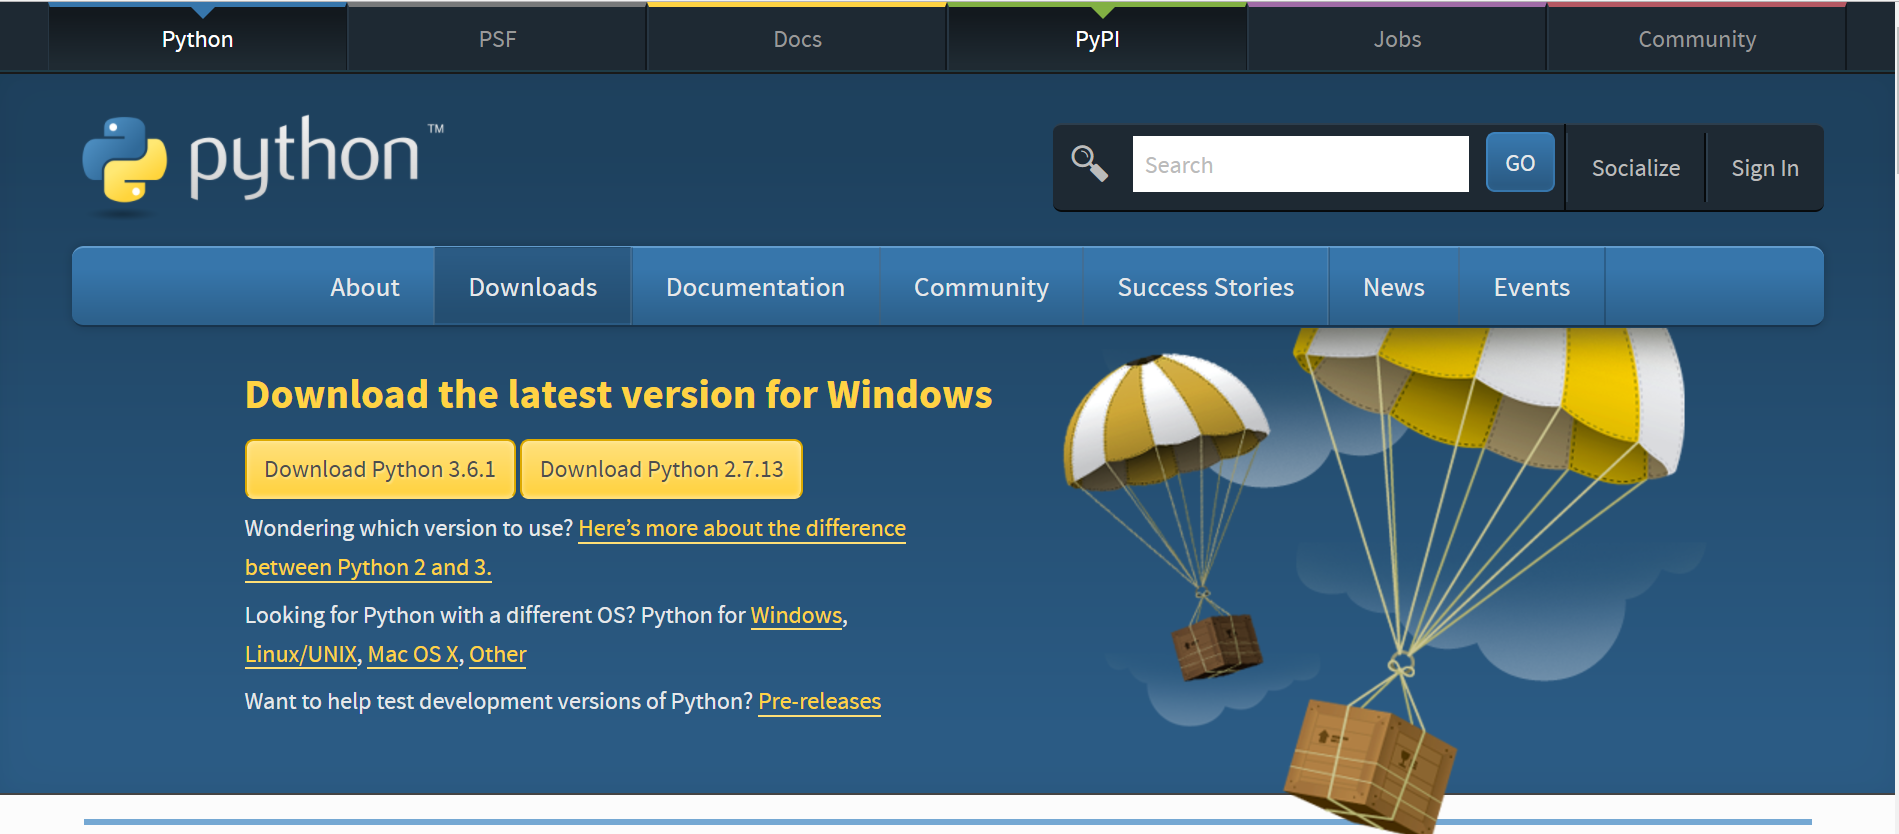 Python PSF Docs PyPI Jobs Community
python™
Search GO Socialize Sign In
About Downloads Documentation Community Success Stories News Events
Download the latest version for Windows
Download Python 3.6.1 Download Python 2.7.13
Wondering which version to use? Here’s more about the difference
between Python 2 and 3.
Looking for Python with a different OS? Python for Windows,
Linux/UNIX, Mac OS X, Other
Want to help test development versions of Python? Pre-releases